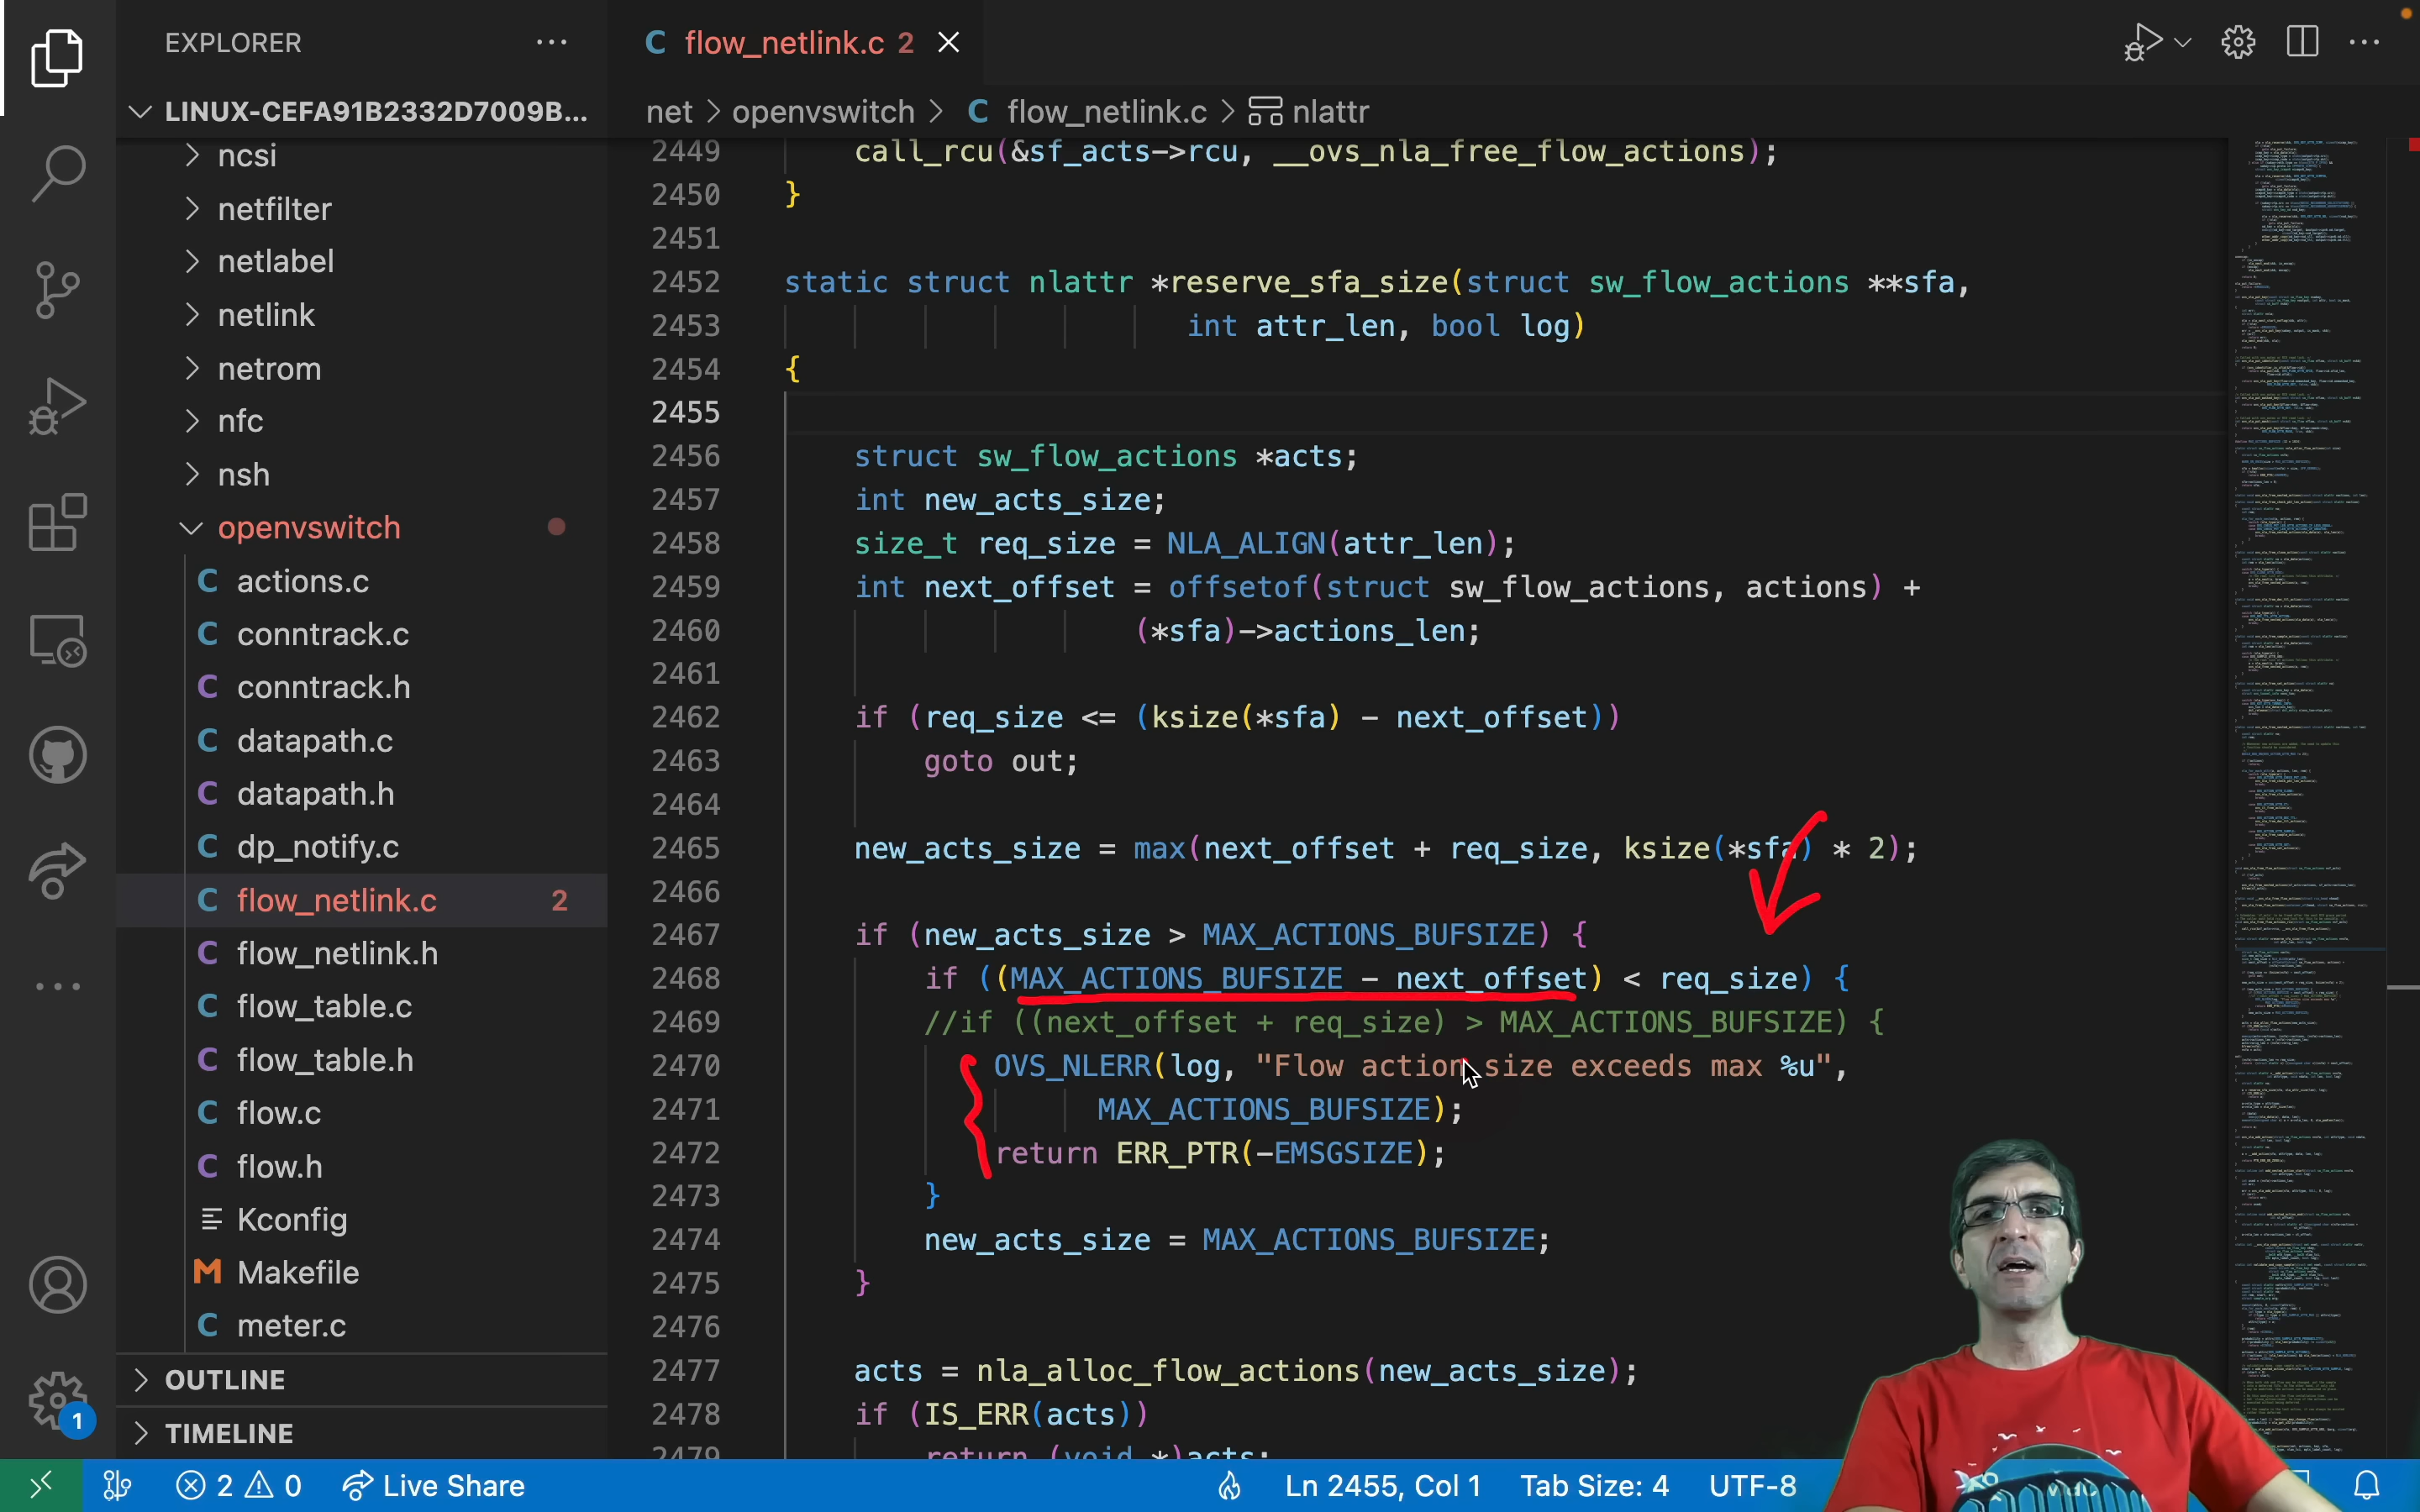 EXPLORER
flow_netlink.c 2
LINUX-CEFA91B2332D7009B...
net > openvswitch > C flow_netlink.c > nlattr
ncsi
netfilter
netlabel
netlink
netrom
nfc
nsh
openvswitch
C actions.c
C conntrack.c
C conntrack.h
C datapath.c
C datapath.h
C dp_notify.c
C flow_netlink.c 2
C flow_netlink.h
C flow_table.c
C flow_table.h
C flow.c
C flow.h
Kconfig
M Makefile
C meter.c
OUTLINE
TIMELINE
2449 call_rcu(&sf_acts->rcu, __ovs_nla_free_flow_actions);
2450 }
2451
2452 static struct nlattr *reserve_sfa_size(struct sw_flow_actions **sfa,
2453 int attr_len, bool log)
2454 {
2455
2456 struct sw_flow_actions *acts;
2457 int new_acts_size;
2458 size_t req_size = NLA_ALIGN(attr_len);
2459 int next_offset = offsetof(struct sw_flow_actions, actions) +
2460 (*sfa)->actions_len;
2461
2462 if (req_size <= (ksize(*sfa) - next_offset))
2463 goto out;
2464
2465 new_acts_size = max(next_offset + req_size, ksize(*sfa) * 2);
2466
2467 if (new_acts_size > MAX_ACTIONS_BUFSIZE) {
2468 if ((MAX_ACTIONS_BUFSIZE - next_offset) < req_size) {
2469 //if ((next_offset + req_size) > MAX_ACTIONS_BUFSIZE) {
2470 OVS_NLERR(log, "Flow action size exceeds max %u",
2471 MAX_ACTIONS_BUFSIZE);
2472 return ERR_PTR(-EMSGSIZE);
2473 }
2474 new_acts_size = MAX_ACTIONS_BUFSIZE;
2475 }
2476
2477 acts = nla_alloc_flow_actions(new_acts_size);
2478 if (IS_ERR(acts))
2479 return (void *)acts;
1
2 0 Live Share Ln 2455, Col 1 Tab Size: 4 UTF-8